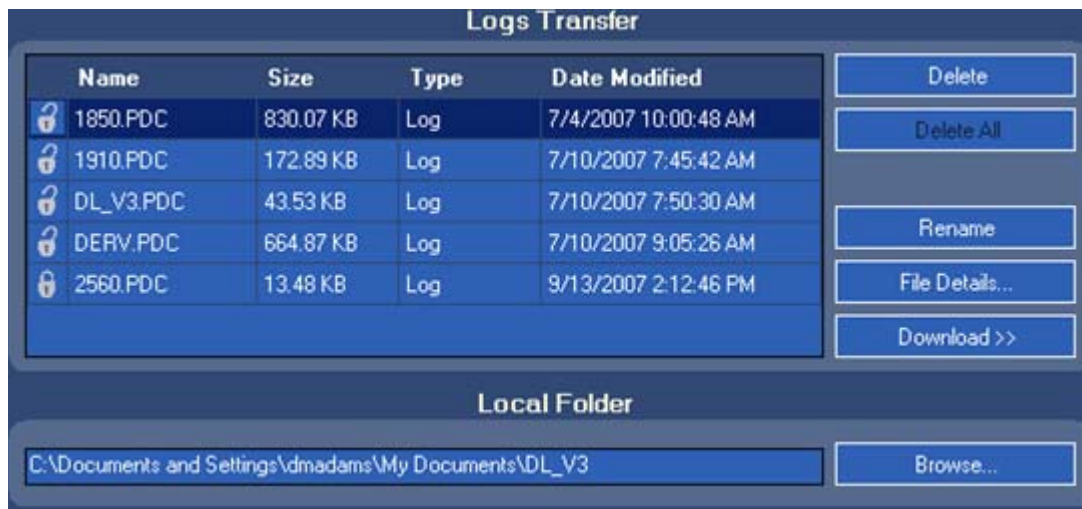 Logs Transfer
Name Size Type Date Modified
1850.PDC 830.07 KB Log 7/4/2007 10:00:48 AM
1910.PDC 172.89 KB Log 7/10/2007 7:45:42 AM
DL_V3.PDC 43.53 KB Log 7/10/2007 7:50:30 AM
DERV.PDC 664.87 KB Log 7/10/2007 9:05:26 AM
2560.PDC 13.48 KB Log 9/13/2007 2:12:46 PM
Delete
Delete All
Rename
File Details...
Download >>
Local Folder
C:\Documents and Settings\dmadams\My Documents\DL_V3
Browse...